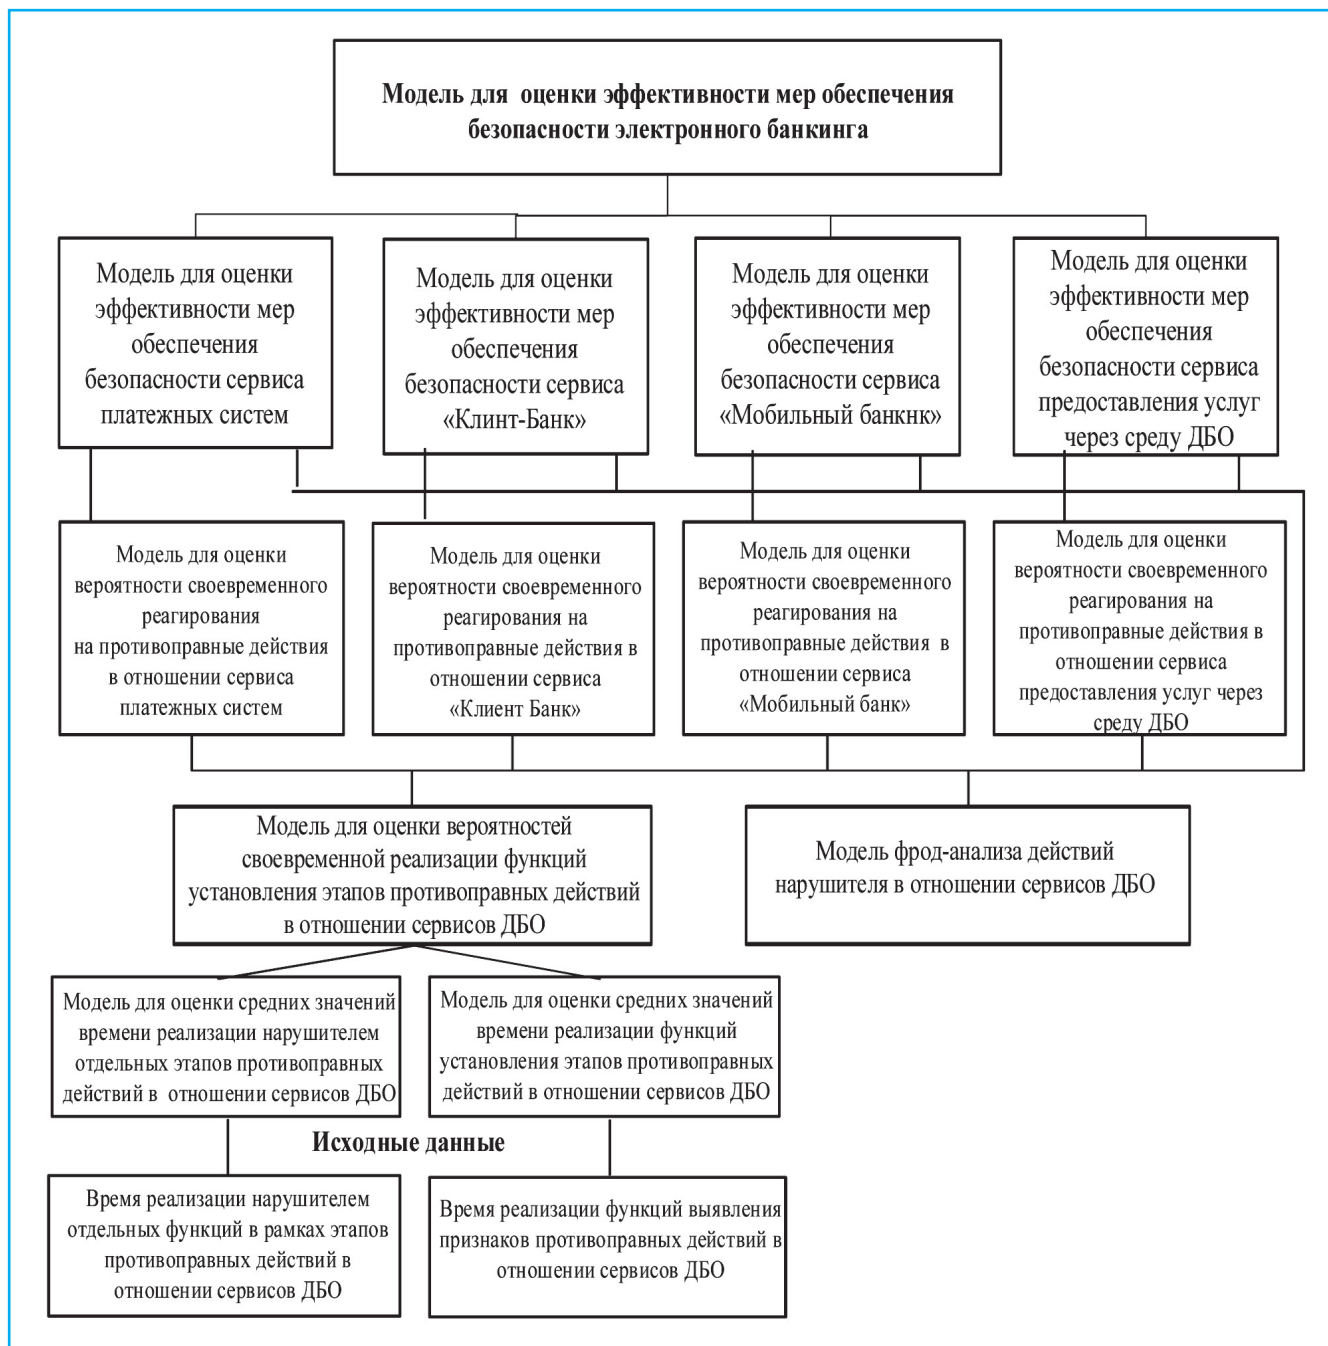 Модель для оценки эффективности мер обеспечения
безопасности электронного банкинга
Модель для оценки
эффективности мер
обеспечения
безопасности сервиса
платежных систем
Модель для оценки
эффективности мер
обеспечения
безопасности сервиса
«Клинт-Банк»
Модель для оценки
эффективности мер
обеспечения
безопасности сервиса
«Мобильный банкнк»
Модель для оценки
эффективности мер
обеспечения
безопасности сервиса
предоставления услуг
через среду ДБО
Модель для оценки
вероятности своевременного
реагирования
на противоправные действия
в отношении сервиса
платежных систем
Модель для оценки
вероятности своевременного
реагирования на
противоправные действия в
отношении сервиса
«Клиент Банк»
Модель для оценки
вероятности своевременного
реагирования на
противоправные действия в
отношении сервиса
«Мобильный банк»
Модель для оценки
вероятности своевременного
реагирования на
противоправные действия в
отношении сервиса
предоставления услуг через
среду ДБО
Модель для оценки вероятностей
своевременной реализации функций
установления этапов противоправных действий
в отношении сервисов ДБО
Модель фрод-анализа действий
нарушителя в отношении сервисов ДБО
Модель для оценки средних значений
времени реализации нарушителем
отдельных этапов противоправных
действий в отношении сервисов ДБО
Модель для оценки средних значений
времени реализации функций
установления этапов противоправных
действий в отношении сервисов ДБО
Исходные данные
Время реализации нарушителем
отдельных функций в рамках этапов
противоправных действий в
отношении сервисов ДБО
Время реализации функций выявления
признаков противоправных действий в
отношении сервисов ДБО